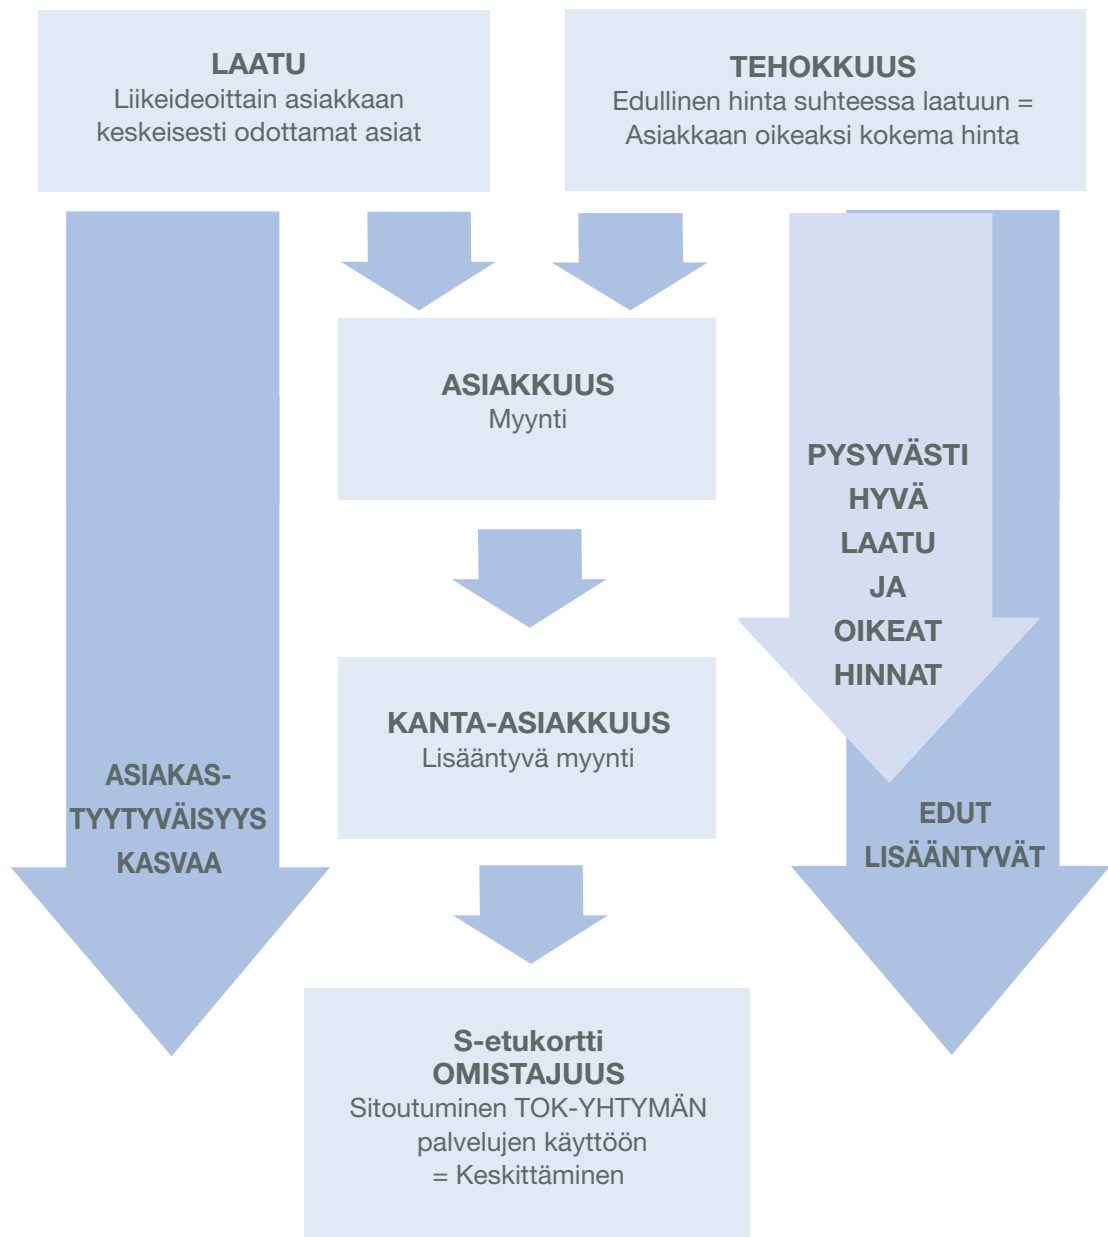 LAATU
Liikeideoittain asiakkaan
keskeisesti odottamat asiat
TEHOKKUUS
Edullinen hinta suhteessa laatuun =
Asiakkaan oikeaksi kokema hinta
ASIAKKUUS
Myynti
PYSYVÄSTI
HYVÄ
LAATU
JA
OIKEAT
HINNAT
KANTA-ASIAKKUUS
Lisääntyvä myynti
ASIAKAS-
TYYTYVÄISYYS
KASVAA
EDUT
LISÄÄNTYVÄT
S-etukortti
OMISTAJUUS
Sitoutuminen TOK-YHTYMÄN
palvelujen käyttöön
= Keskittäminen